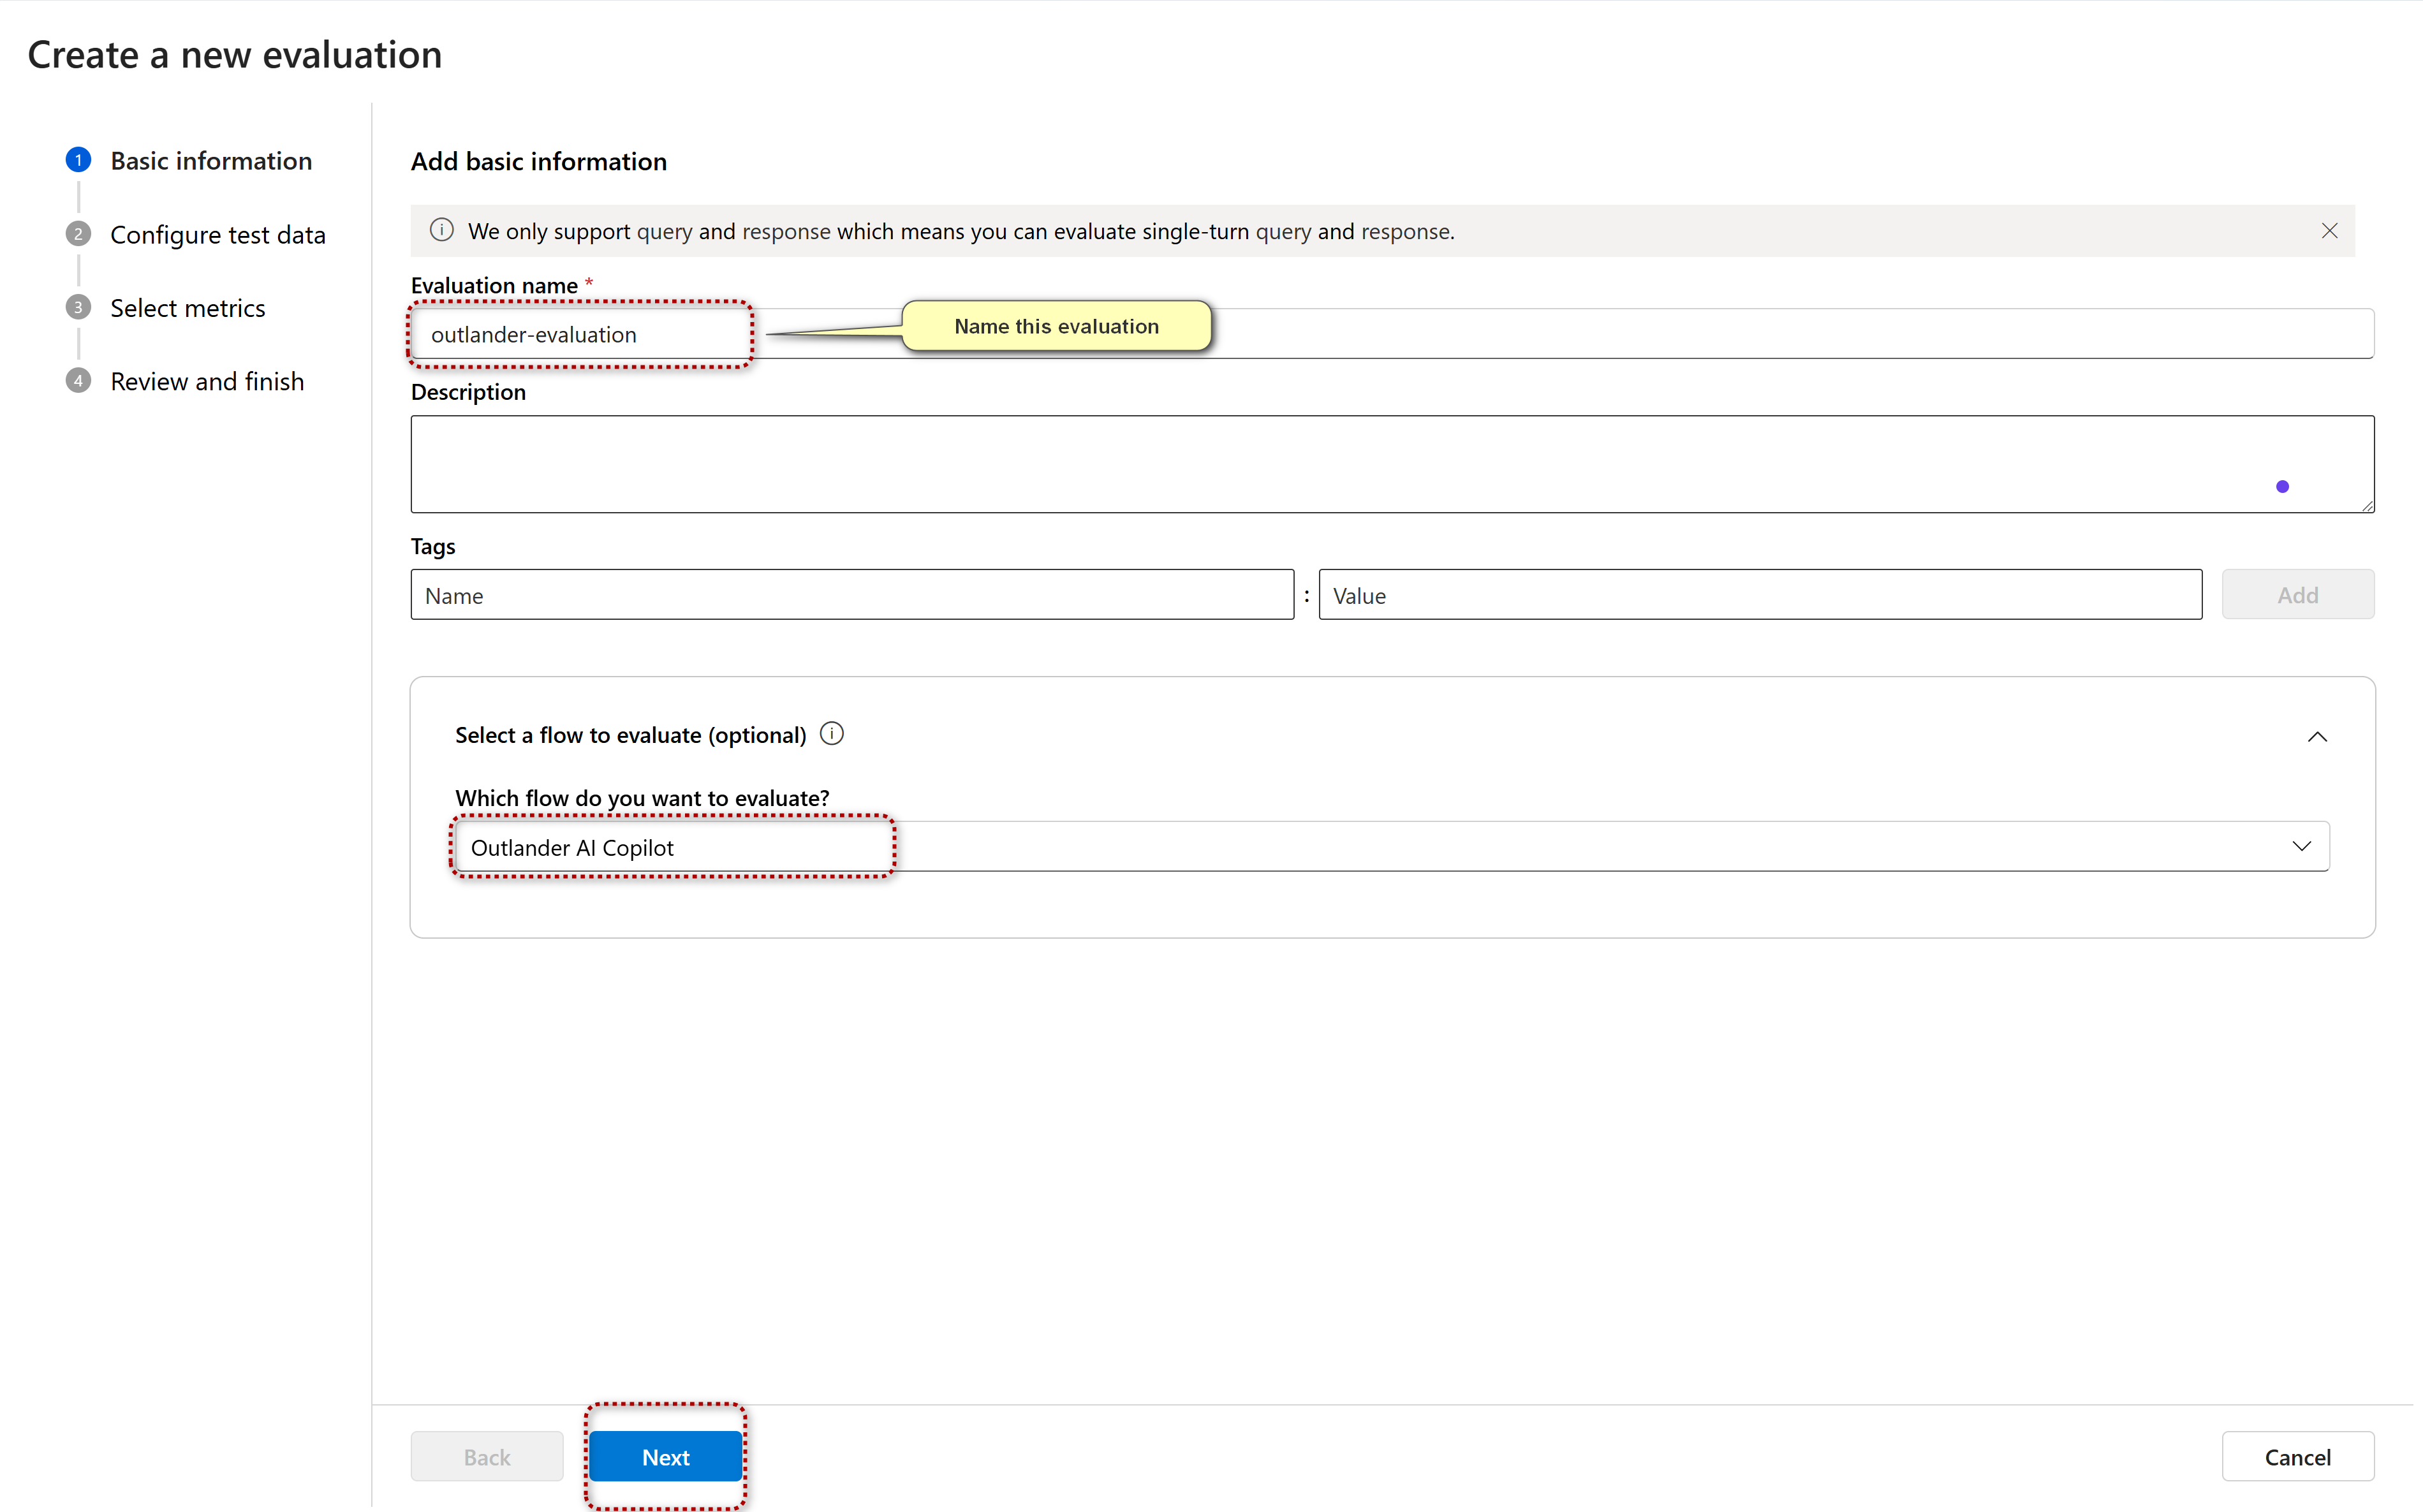 Create a new evaluation
1 Basic information
2 Configure test data
3 Select metrics
4 Review and finish
Add basic information
We only support query and response which means you can evaluate single-turn query and response.
Evaluation name *
outlander-evaluation
Name this evaluation
Description
Tags
Name : Value Add
Select a flow to evaluate (optional)
Which flow do you want to evaluate?
Outlander AI Copilot
Back Next Cancel